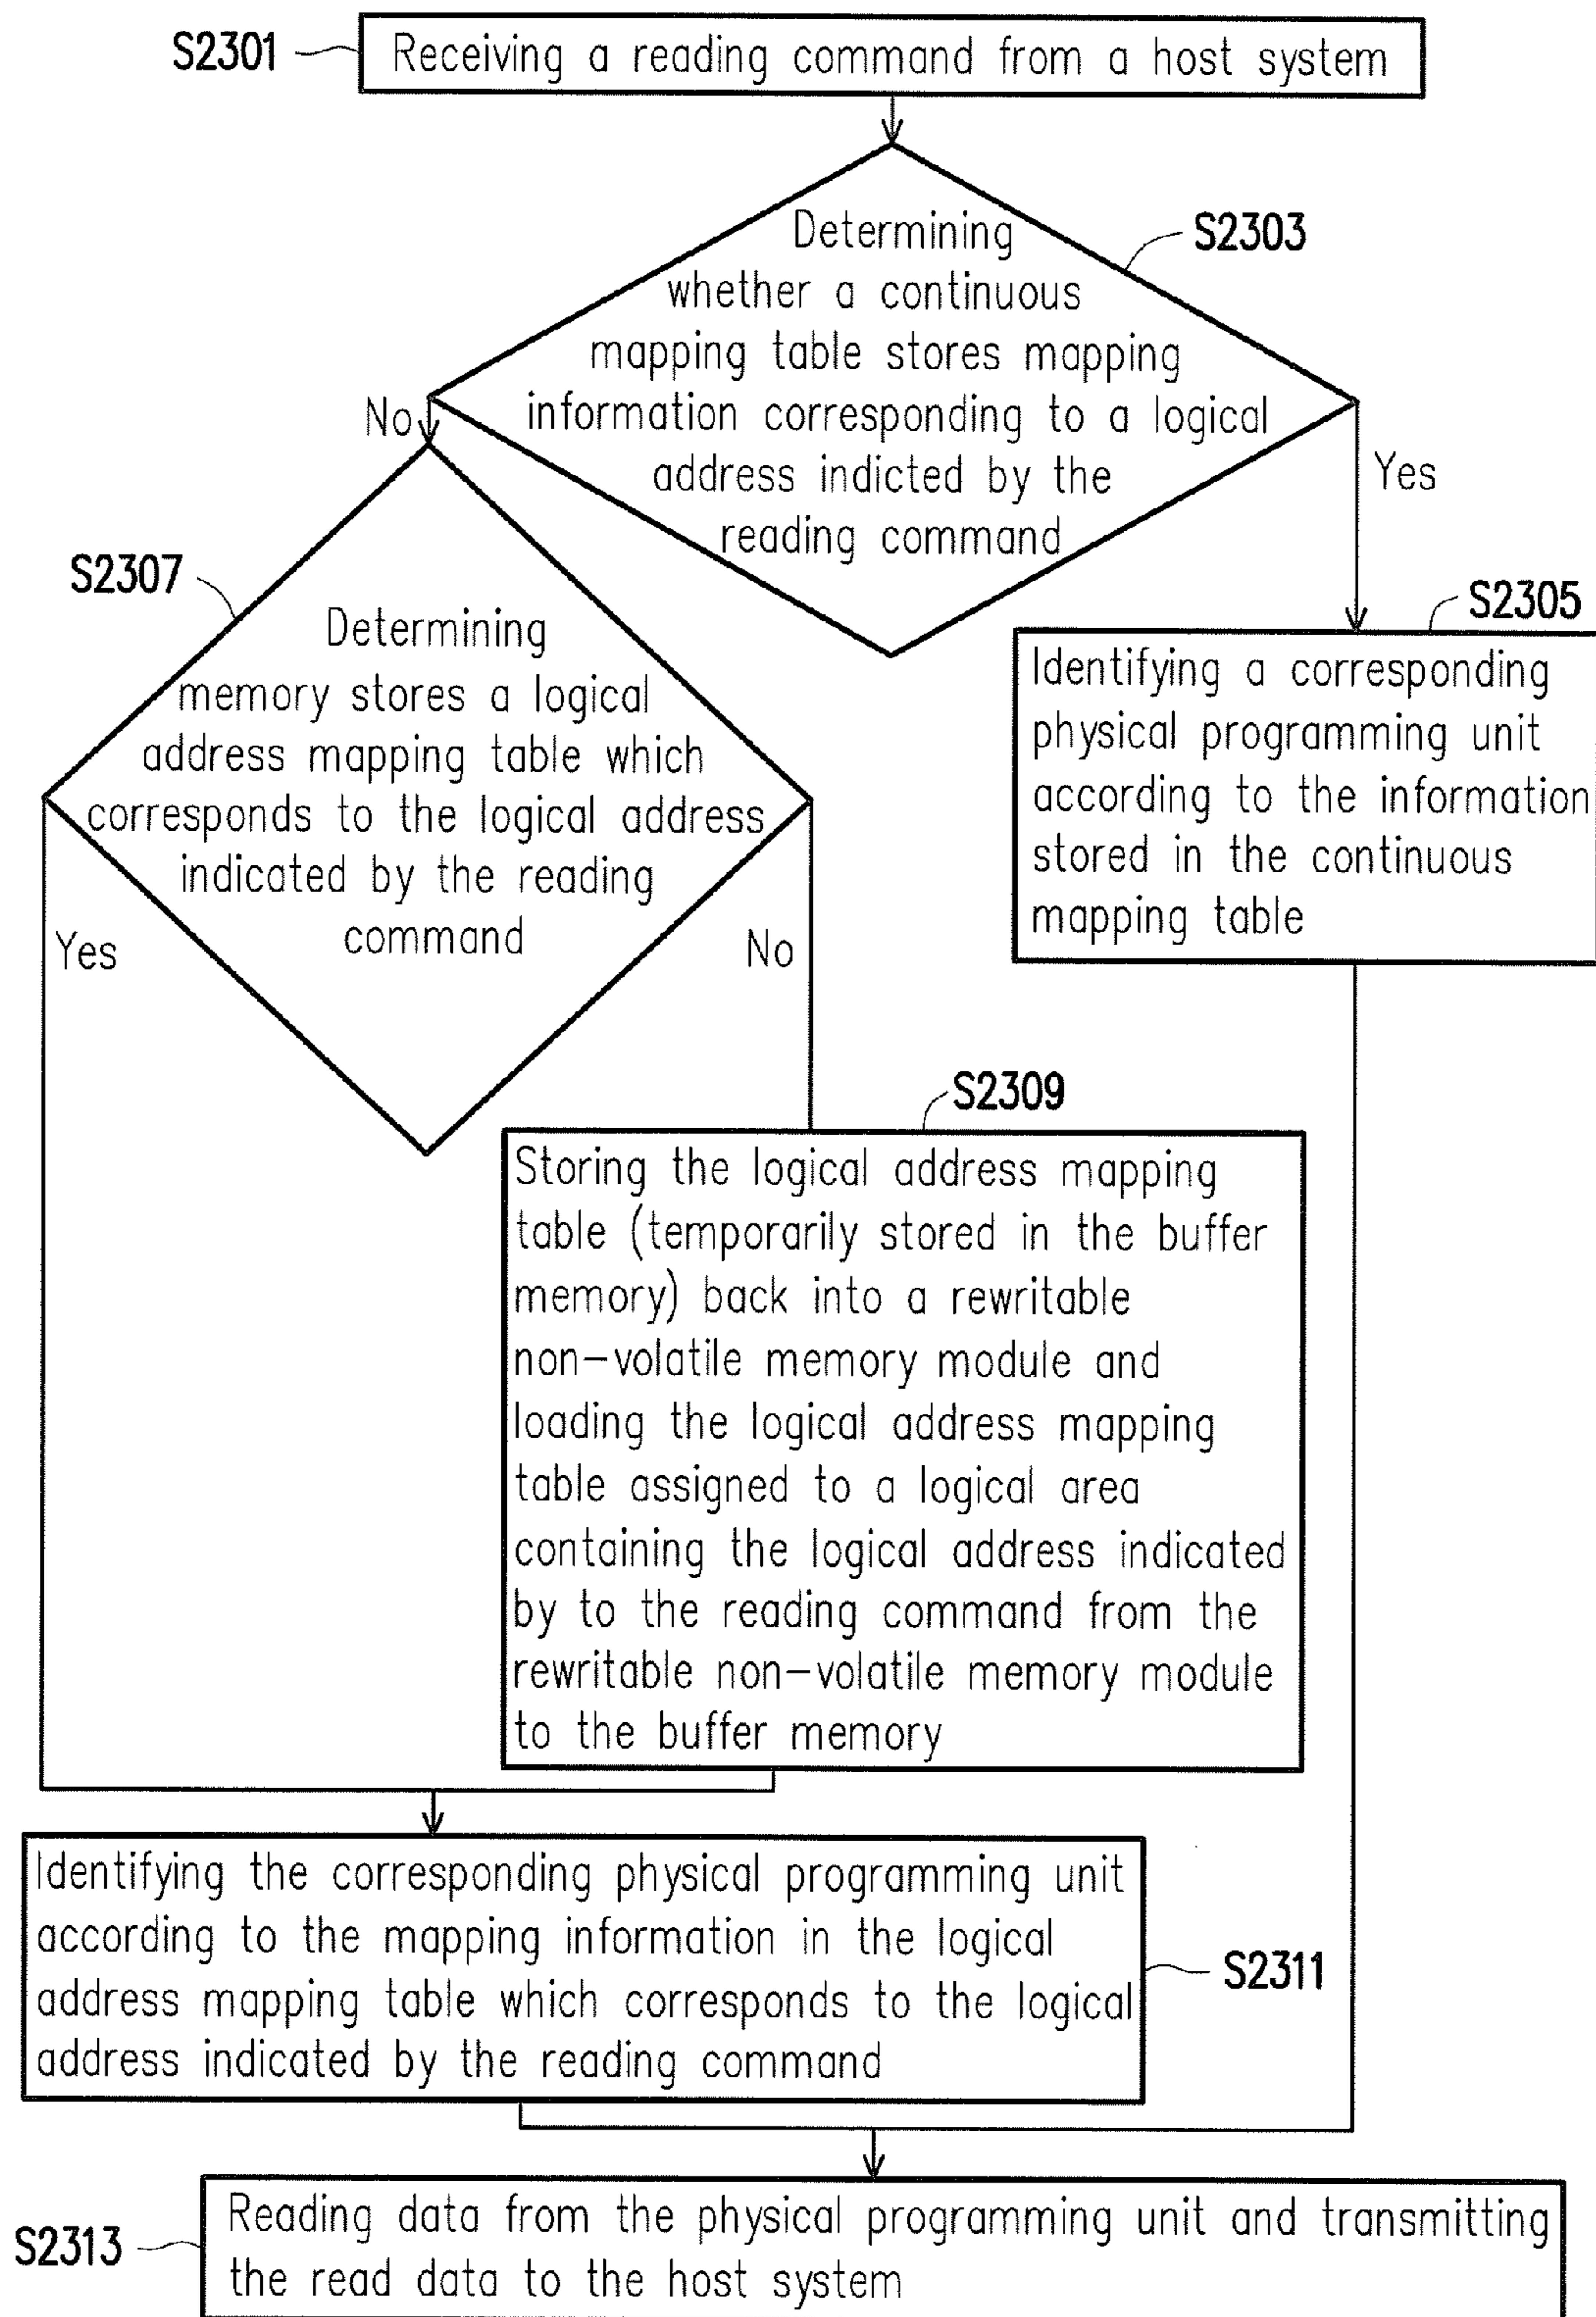 S2301
Receiving a reading command from a host system
Determining
whether a continuous
mapping table stores mapping
information corresponding to a logical
address indicted by the
reading command
S2303
No
Yes
S2307
Determining
memory stores a logical
address mapping table which
corresponds to the logical address
indicated by the reading
command
Yes
No
S2305
Identifying a corresponding
physical programming unit
according to the information
stored in the continuous
mapping table
S2309
Storing the logical address mapping
table (temporarily stored in the buffer
memory) back into a rewritable
non-volatile memory module and
loading the logical address mapping
table assigned to a logical area
containing the logical address indicated
by to the reading command from the
rewritable non-volatile memory module
to the buffer memory
Identifying the corresponding physical programming unit
according to the mapping information in the logical
address mapping table which corresponds to the logical
address indicated by the reading command
S2311
S2313
Reading data from the physical programming unit and transmitting
the read data to the host system